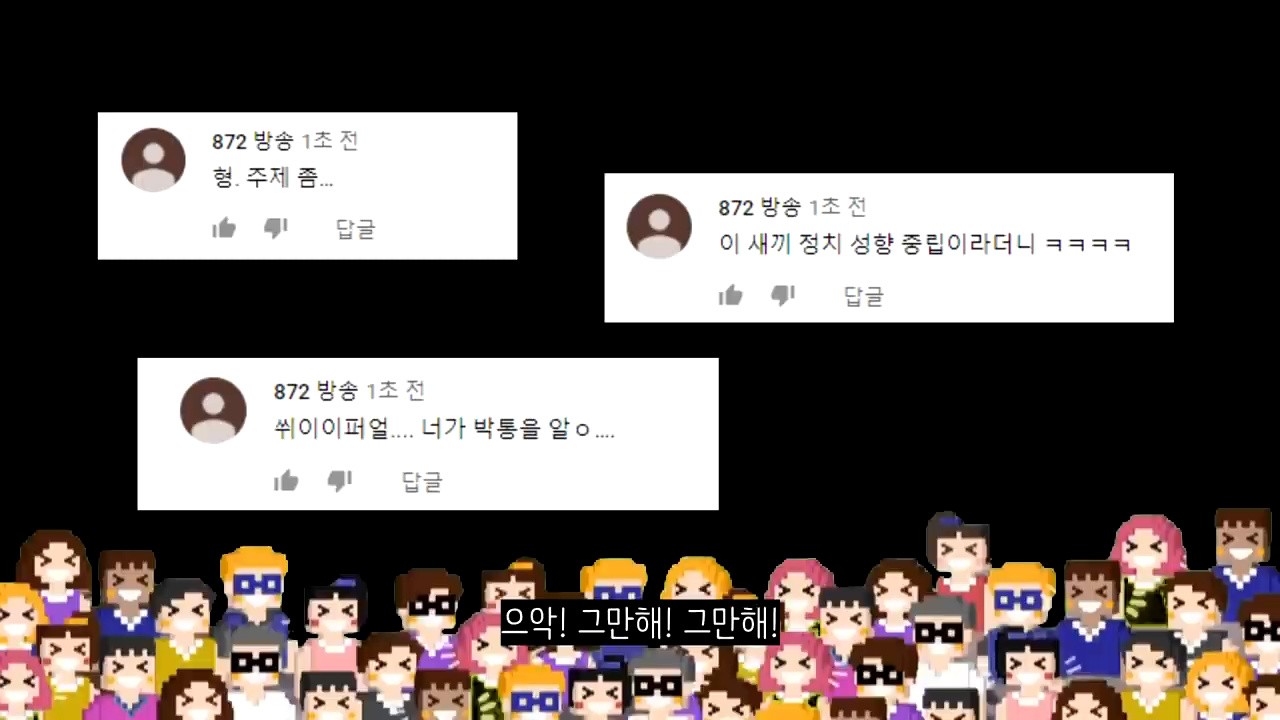 872 방송 1초 전
형. 주제 좀...
답글
872 방송 1초 전
이 새끼 정치 성향 중립이라더니 ㅋㅋㅋㅋ
답글
872 방송 1초 전
쒸이이퍼얼.... 너가 박통을 알ㅇ....
답글
으악! 그만해! 그만해!